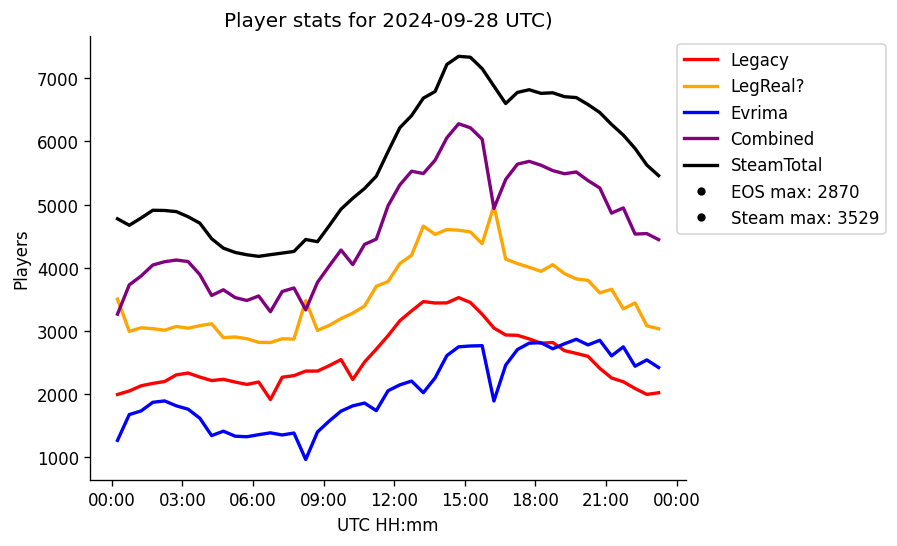 Player stats for 2024-09-28 UTC)
Players
7000
6000
5000
4000
3000
2000
1000
00:00 03:00 06:00 09:00 12:00 15:00 18:00 21:00 00:00
UTC HH:mm
Legacy
LegReal?
Evrima
Combined
SteamTotal
EOS max: 2870
Steam max: 3529